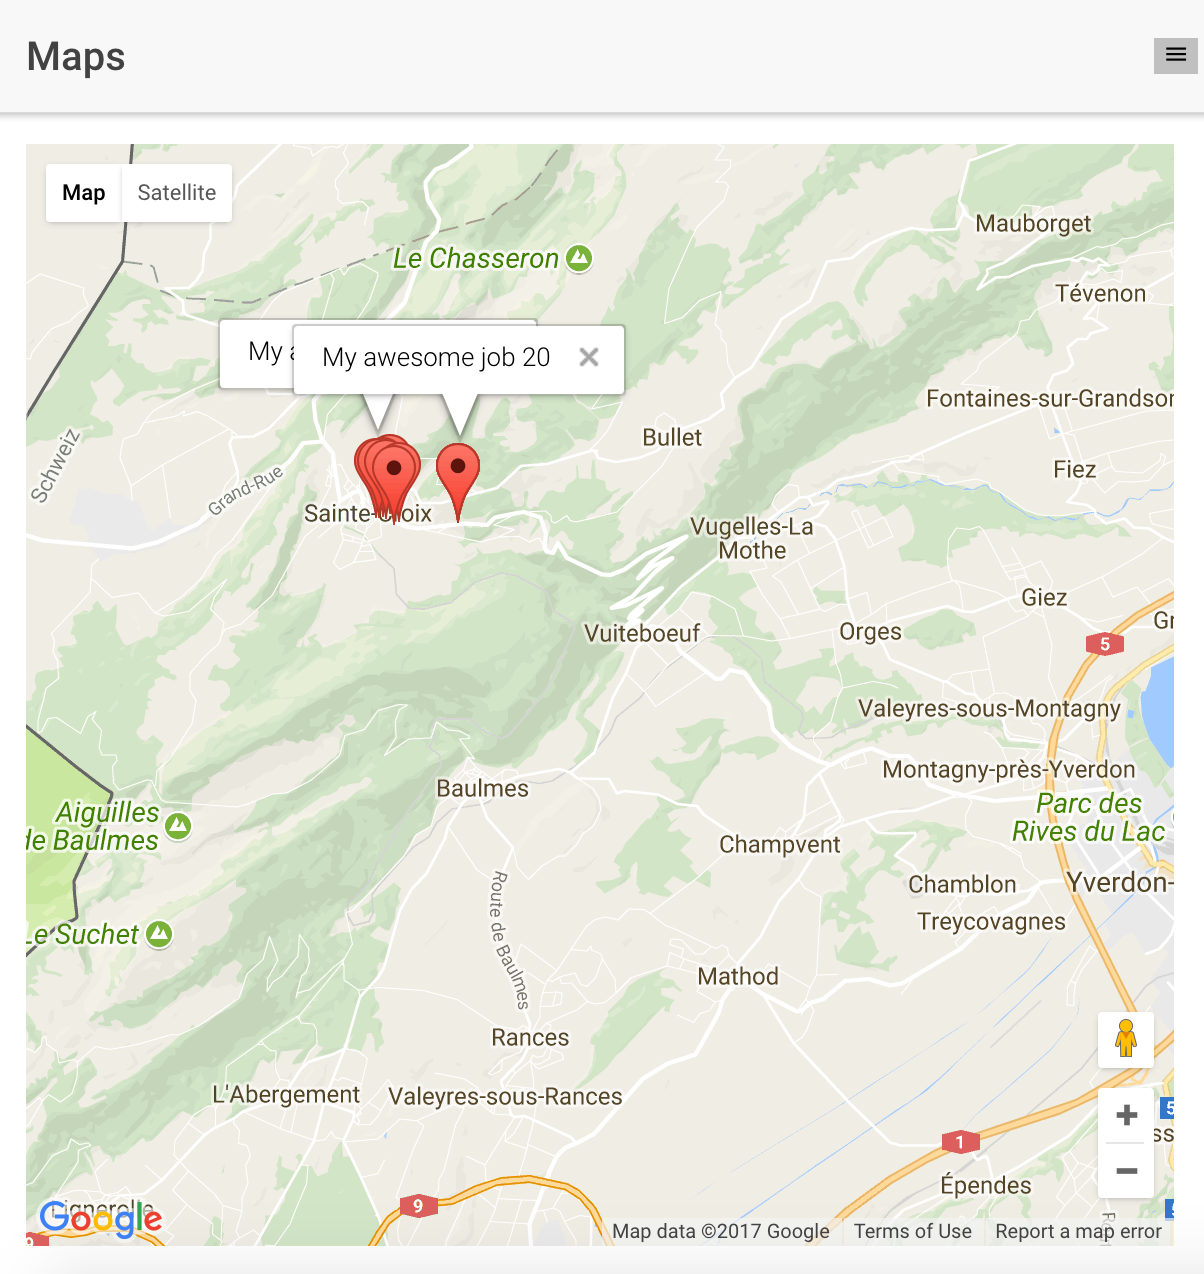 Maps
Map
Satellite
Mauborget
Le Chasseron
Tévenon
My
My awesome job 20
Fontaines-sur-Grandson
Bullet
Schweiz
Grand-Rue
Fiez
Sainte-Croix
Vugelles-La
Mothe
Giez
Gr
Vuiteboeuf
Orges
5
Valeyres-sous-Montagny
Montagny-près-Yverdon
Baulmes
Parc des
Rives du Lac
Aiguilles
de Baulmes
Champvent
Chamblon
Yverdon-
Treycovagnes
Le Suchet
Route de Baulmes
Mathod
Rances
L'Abergement
Valeyres-sous-Rances
5
ss
1
Épendes
9
Google
9
Map data ©2017 Google
Terms of Use
Report a map error